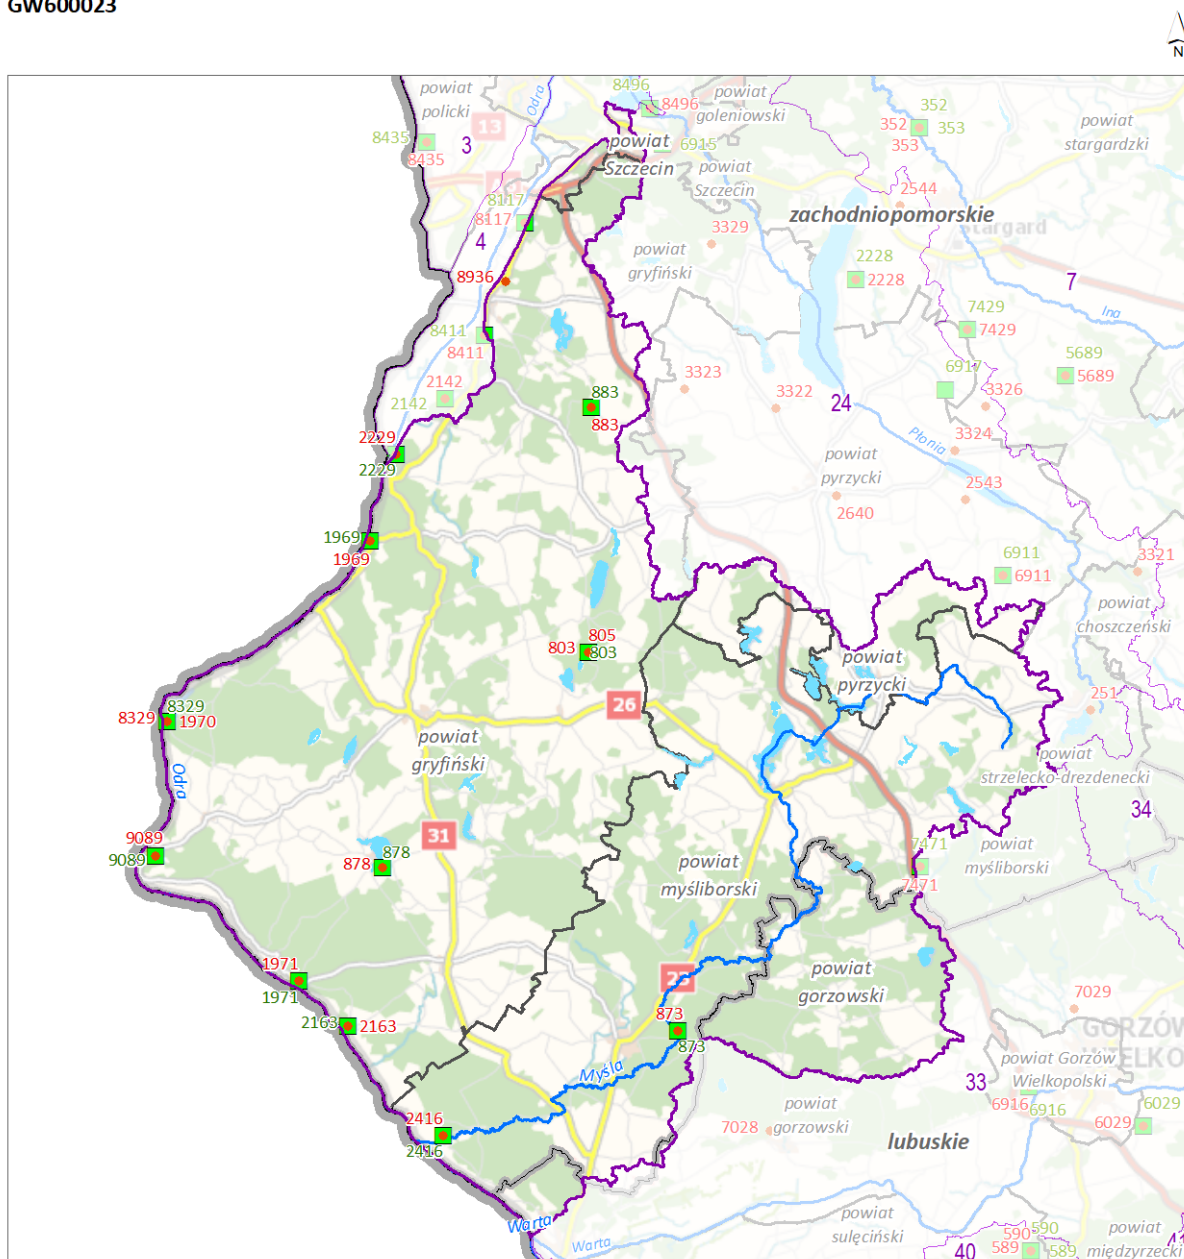 GW600023
N
8496
8496
powiat
policki
Odra
powiat
goleniowski
352
352
353
353
powiat
stargardzki
13
3
8435
8435
6915
powiat
Szczecin
powiat
Szczecin
2544
8117
8117
4
zachodniopomorskie
Stargard
3329
powiat
gryfiński
2228
2228
8936
7
Ina
7429
7429
8411
8411
2142
2142
3323
883
883
3322
24
6917
3326
5689
5689
2229
2229
Płonia
3324
powiat
pyrzycki
2543
2640
1969
1969
6911
6911
3321
powiat
choszczeński
805
803
803
powiat
pyrzycki
251
26
8329
8329
1970
powiat
gryfiński
Odra
powiat
strzelecko-drezdenecki
34
31
9089
9089
878
878
powiat
myśliborski
7471
7471
powiat
myśliborski
1971
1971
powiat
gorzowski
2163
2163
873
873
7029
GORZÓW
WIELKO
powiat Gorzów
Wielkopolski
33
Myśla
6916
6916
6029
6029
powiat
gorzowski
7028
2416
2416
lubuskie
Warta
Warta
powiat
sulęciński
590
590
589
589
40
powiat
międzyrzecki
41